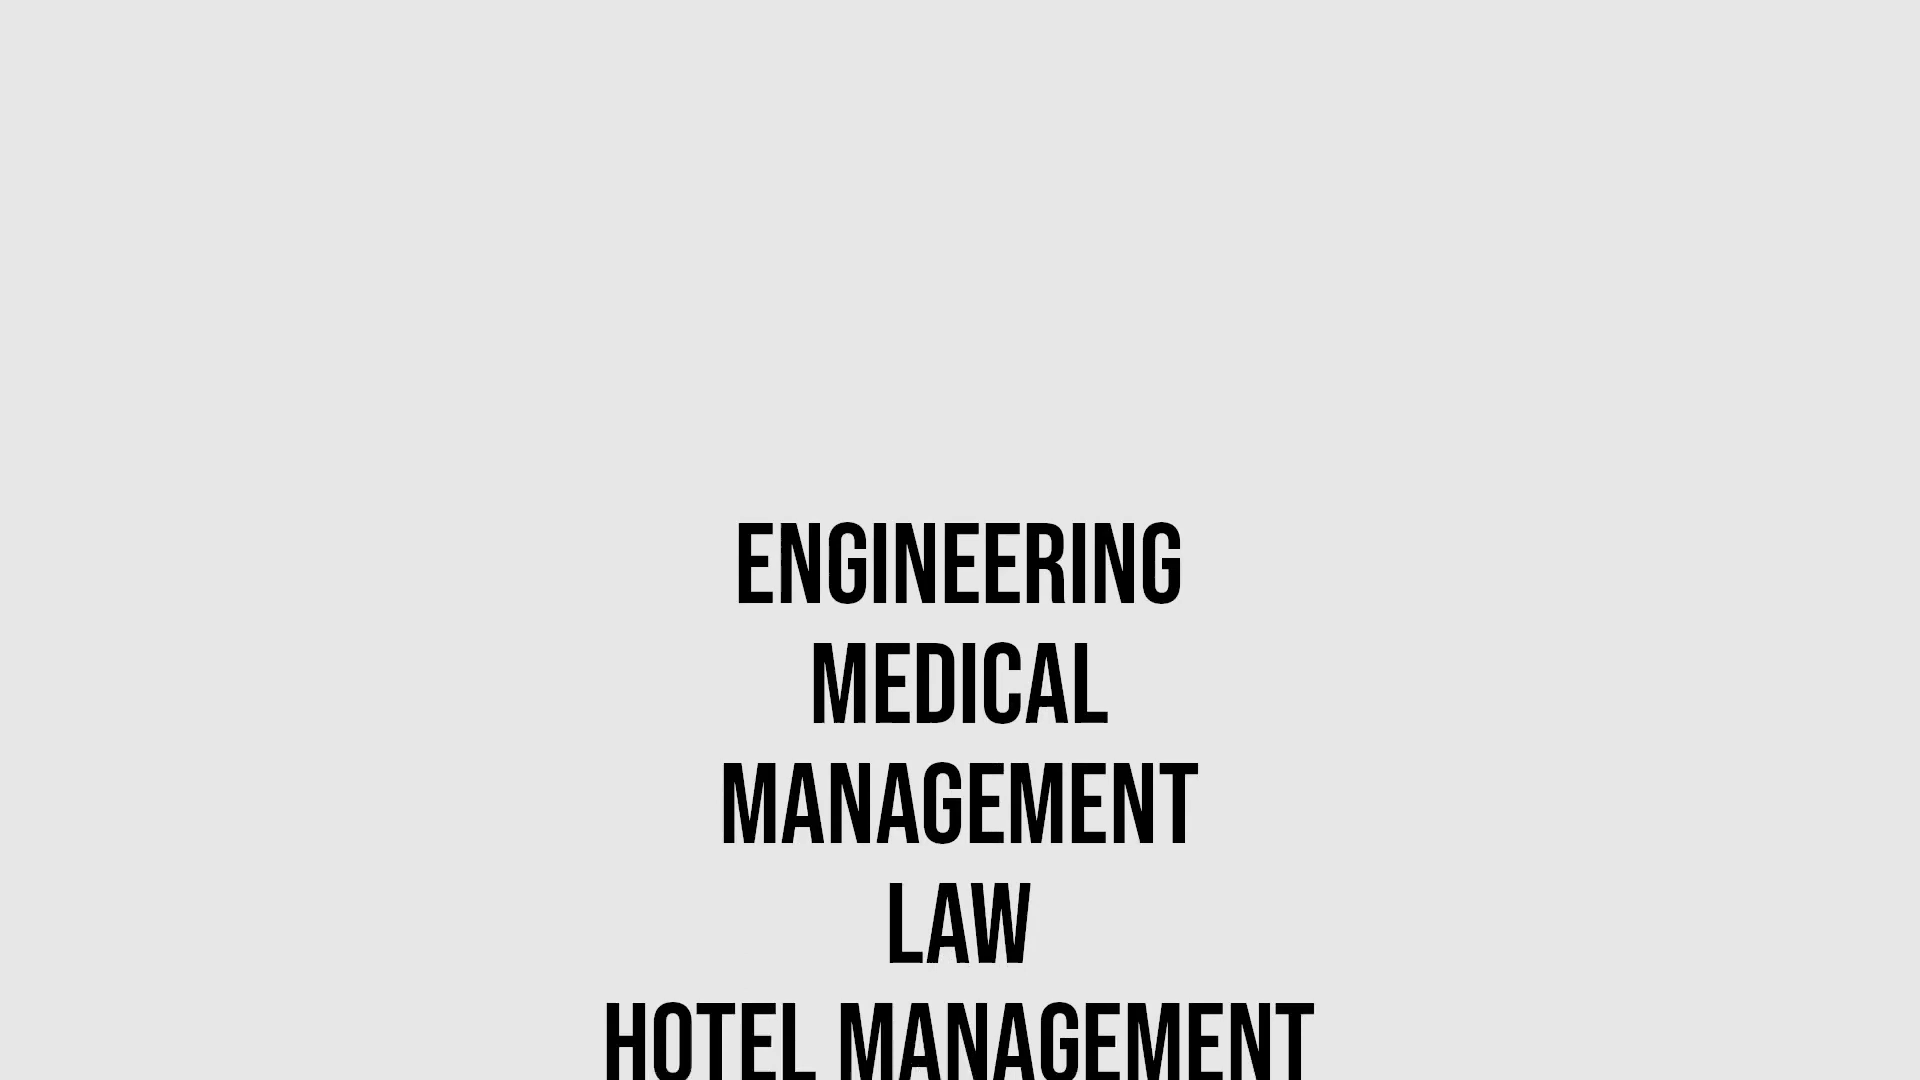 ENGINEERING
MEDICAL
MANAGEMENT
LAW
HOTEL MANAGEMENT